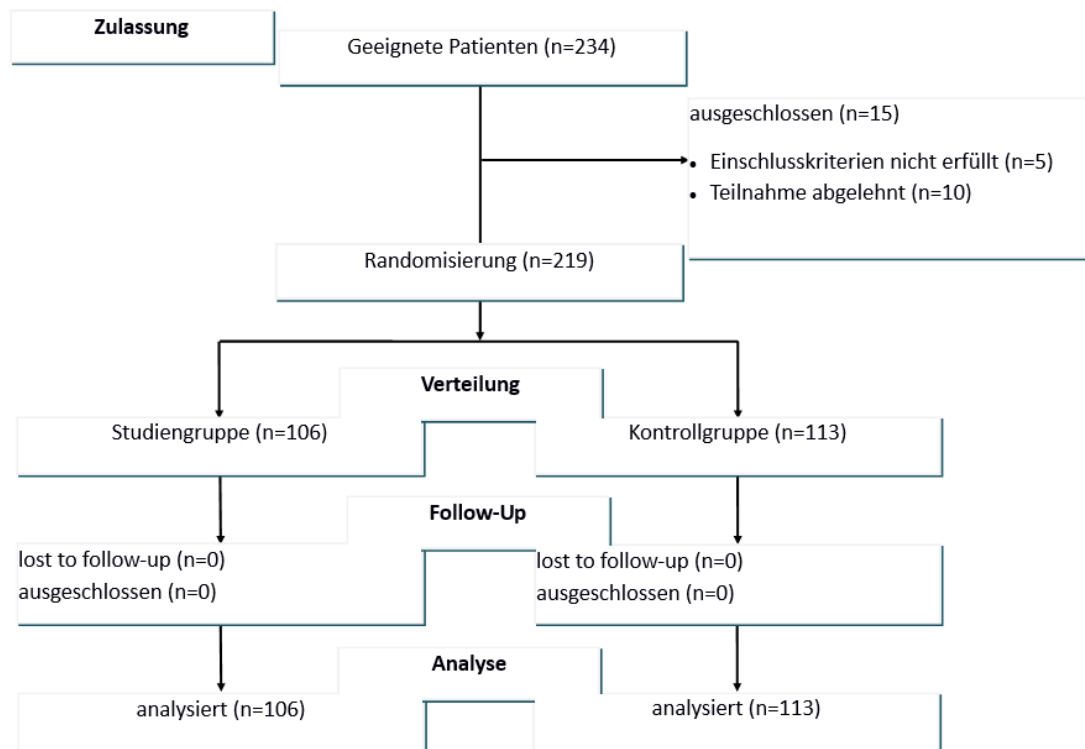 Zulassung
Geeignete Patienten (n=234)
ausgeschlossen (n=15)
• Einschlusskriterien nicht erfüllt (n=5)
• Teilnahme abgelehnt (n=10)
Randomisierung (n=219)
Verteilung
Studiengruppe (n=106)
Kontrollgruppe (n=113)
Follow-Up
lost to follow-up (n=0)
ausgeschlossen (n=0)
lost to follow-up (n=0)
ausgeschlossen (n=0)
Analyse
analysiert (n=106)
analysiert (n=113)